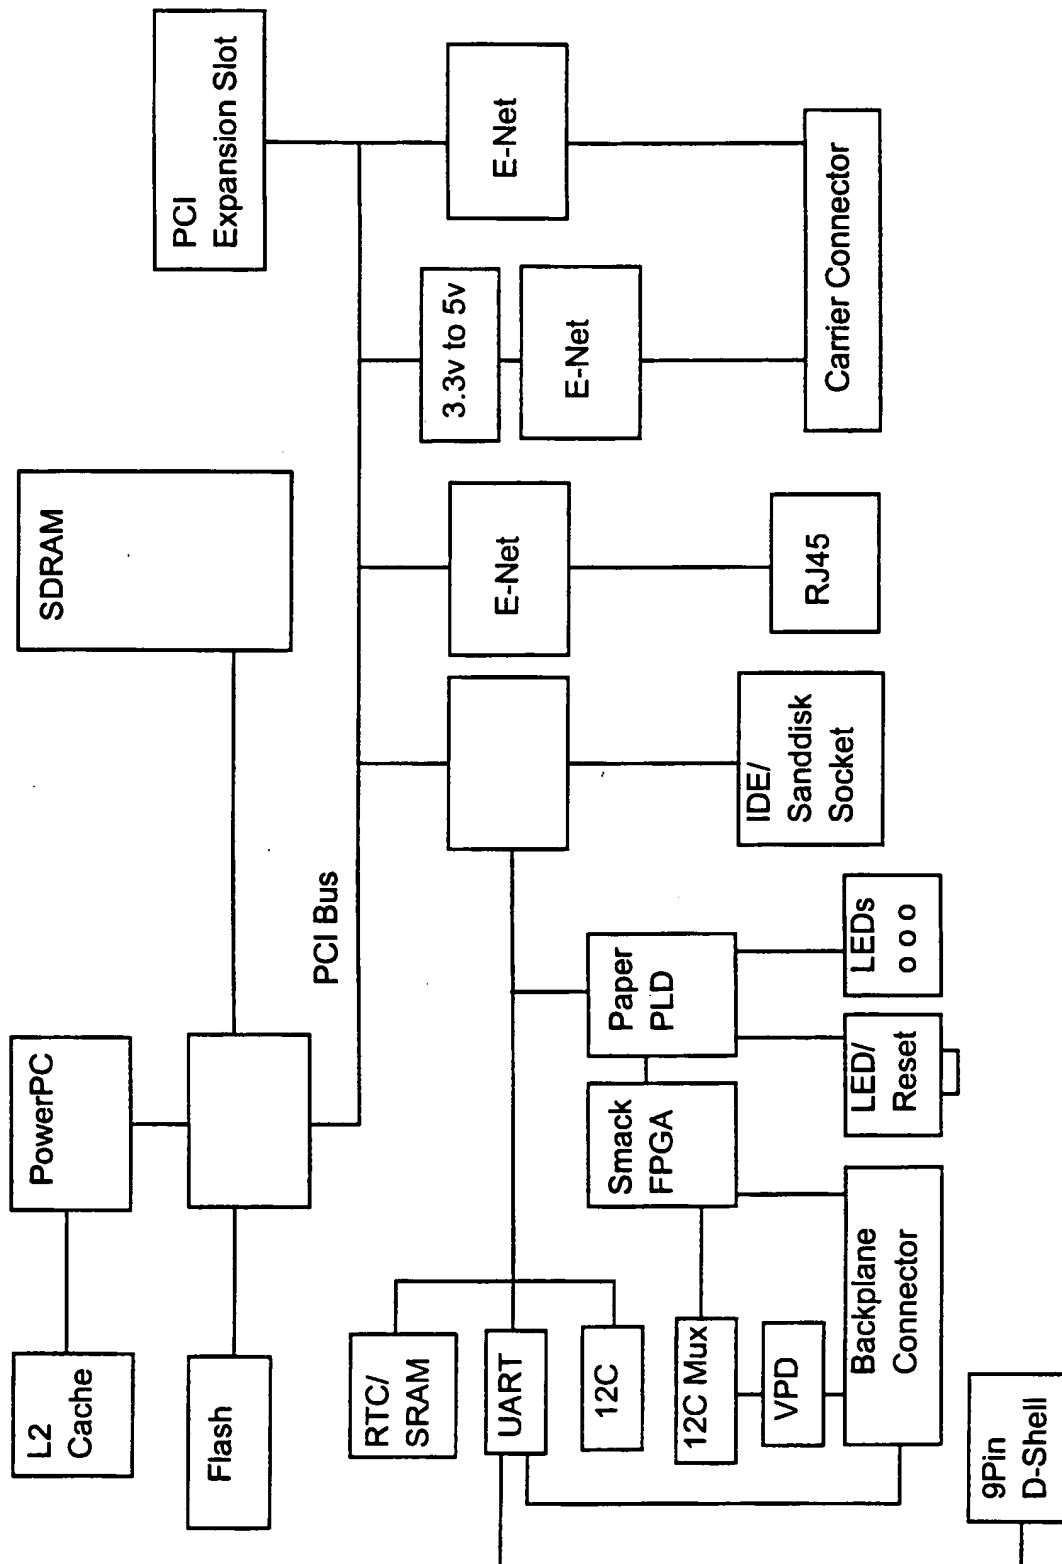 L2
Cache
PowerPC
SDRAM
PCI
Expansion Slot
Flash
PCI Bus
RTC/
SRAM
UART
12C
E-Net
3.3v to 5v
E-Net
E-Net
Smack
FPGA
Paper
PLD
12C Mux
VPD
IDE/
Sanddisk
Socket
RJ45
Carrier Connector
Backplane
Connector
LED/
Reset
LEDs
o o o
9Pin
D-Shell